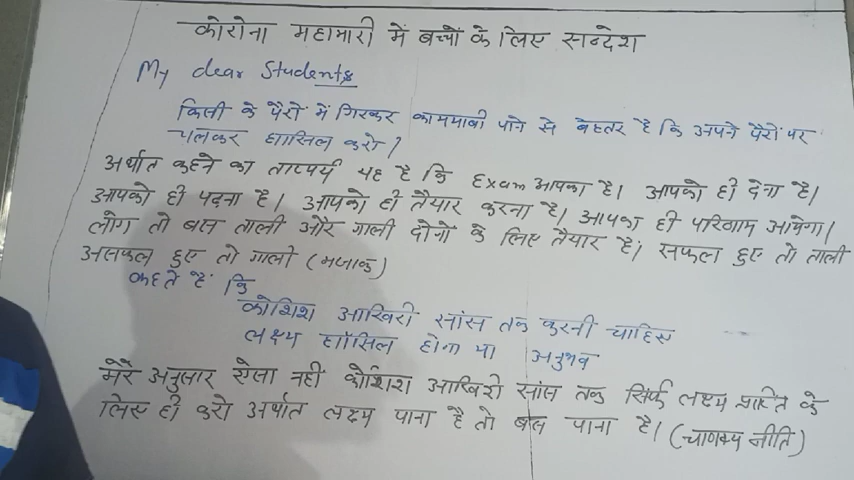 कोरोना महामारी में बच्चों के लिए सन्देश
My dear Students
किसी के पैरों में गिरकर कामयाबी पाने से बेहतर है कि अपने पैरों पर
चलकर हासिल करो।
अर्थात कहने का तात्पर्य यह है कि Exam आपका है। आपको ही देना है।
आपको ही पढ़ना है। आपको ही तैयार करना है। आपका ही परिणाम आयेगा।
लोग तो बस ताली और गाली दोनों के लिए तैयार है। सफल हुए तो ताली
असफल हुए तो गाली (मजाक)
कहते हैं कि
कोशिश आखिरी सांस तक करनी चाहिए
लक्ष्य हाँसिल होगा या अनुभव
मेरे अनुसार ऐसा नहीं कोशिश आखिरी सांस तक सिर्फ लक्ष्य प्राप्ति के
लिए ही करो अर्थात लक्ष्य पाना है तो बस पाना है। (चाणक्य नीति)